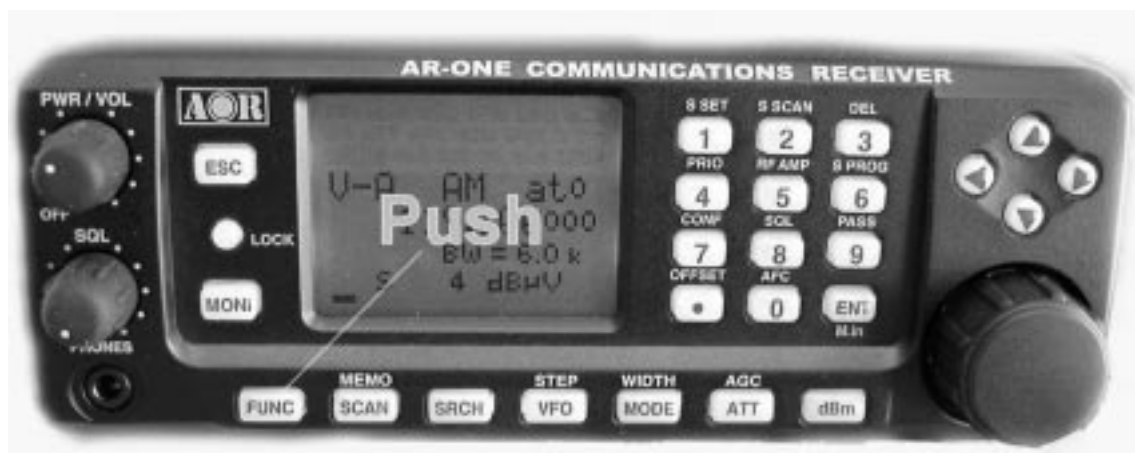 AR-ONE COMMUNICATIONS RECEIVER
PWR / VOL
OFF
SQL
PHONES
AOR
ESC
LOCK
MONi
V-A AM ato
Push
000
BW = 6.0 k
S 4 dBμV
S SET S SCAN DEL
1 2 3
PRIO RF AMP S PROG
4 5 6
CONF SQL PASS
7 8 9
OFFSET AFC
• 0 ENT
M.in
MEMO STEP WIDTH AGC
FUNC SCAN SRCH VFO MODE ATT dBm